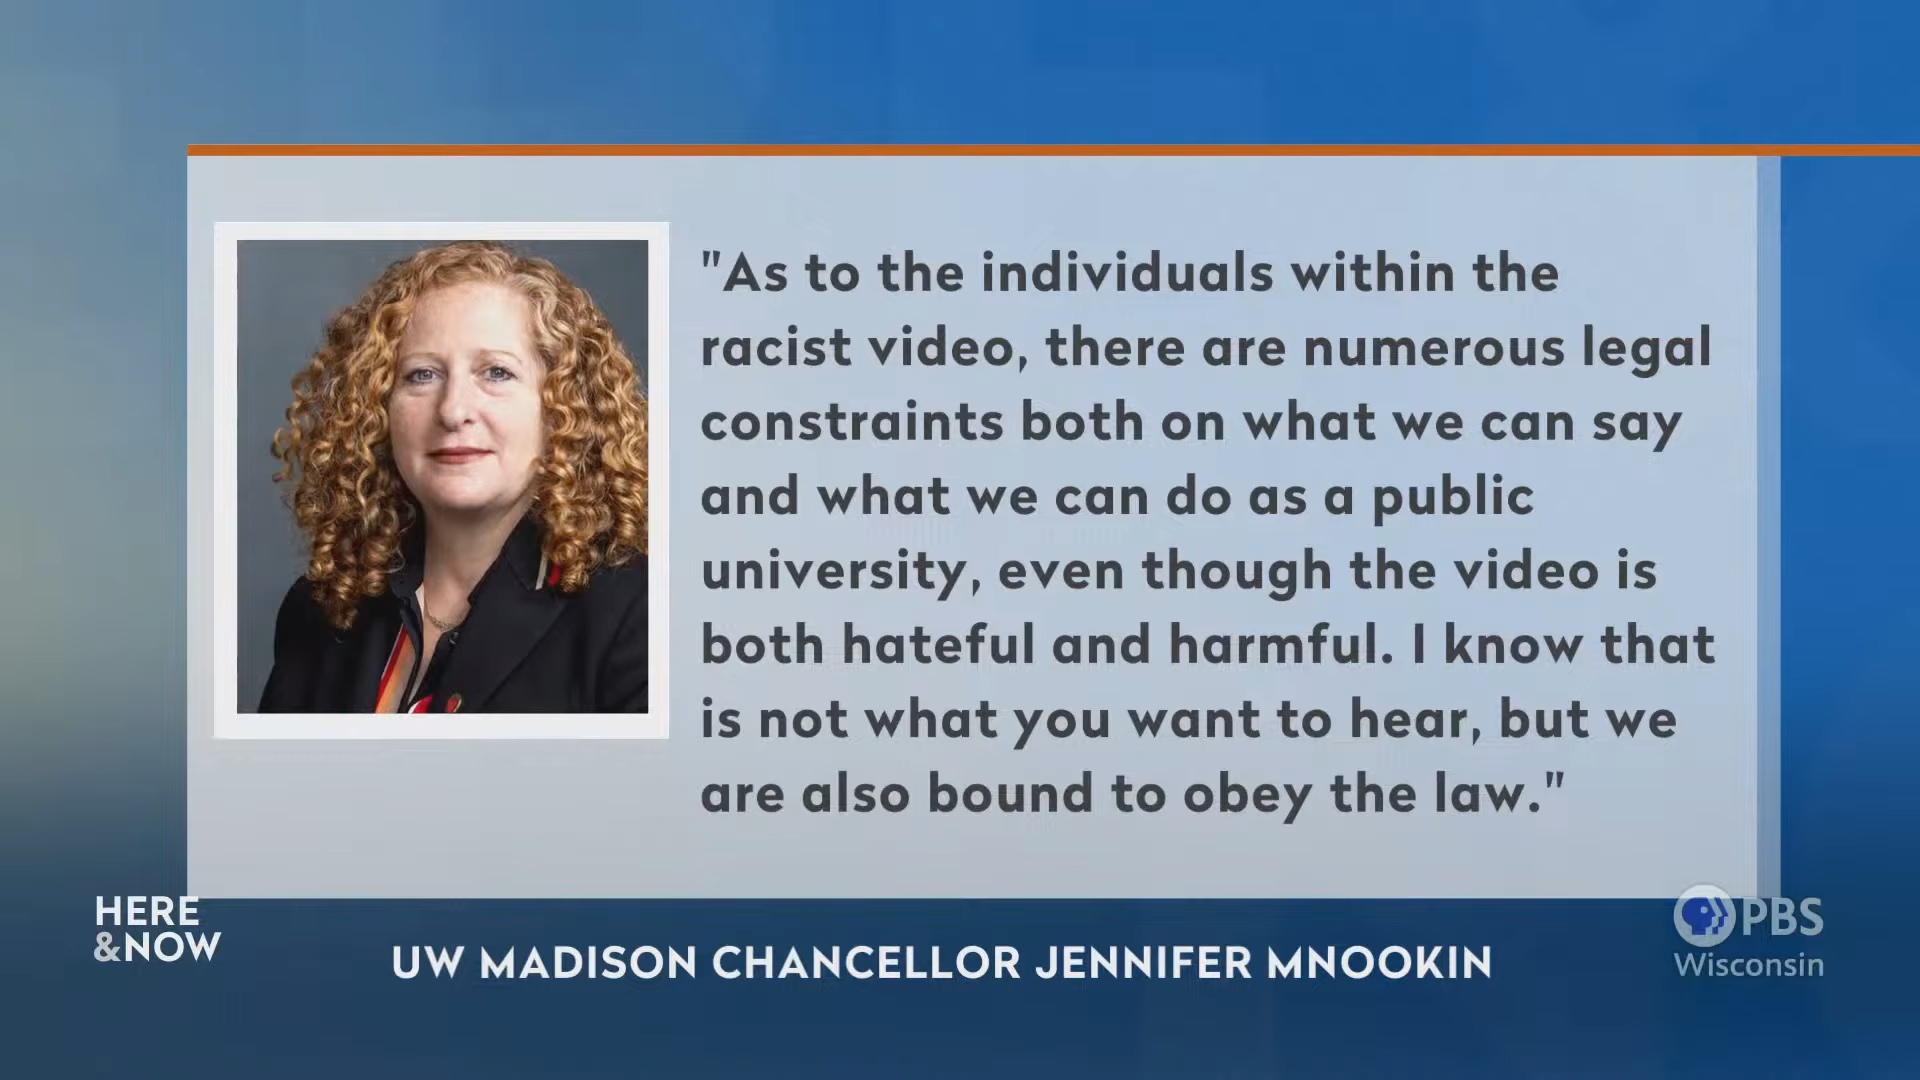 "As to the individuals within the
racist video, there are numerous legal
constraints both on what we can say
and what we can do as a public
university, even though the video is
both hateful and harmful. I know that
is not what you want to hear, but we
are also bound to obey the law."
HERE
&NOW
UW MADISON CHANCELLOR JENNIFER MNOOKIN
PBS
Wisconsin